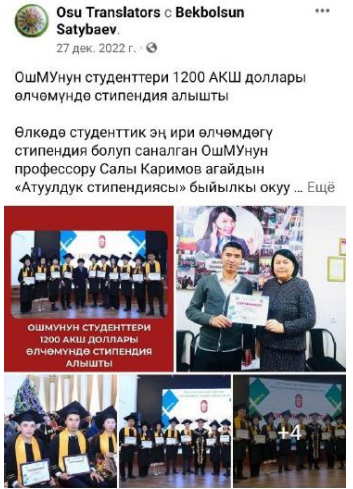 Osu Translators с Bekbolsun
Satybaev.
27 дек. 2022 г. ·
ОшМУнун студенттери 1200 АКШ доллары
өлчөмүндө стипендия алышты
Өлкөдө студенттик эң ири өлчөмдөгү
стипендия болуп саналган ОшМУнун
профессору Салы Каримов агайдын
«Атуулдук стипендиясы» быйылкы окуу ... Ещё
ОШМУНУН СТУДЕНТТЕРИ
1200 АКШ ДОЛЛАРЫ
ӨЛЧӨМҮНДӨ СТИПЕНДИЯ
АЛЫШТЫ
СЕРТИФИКАТ
+4